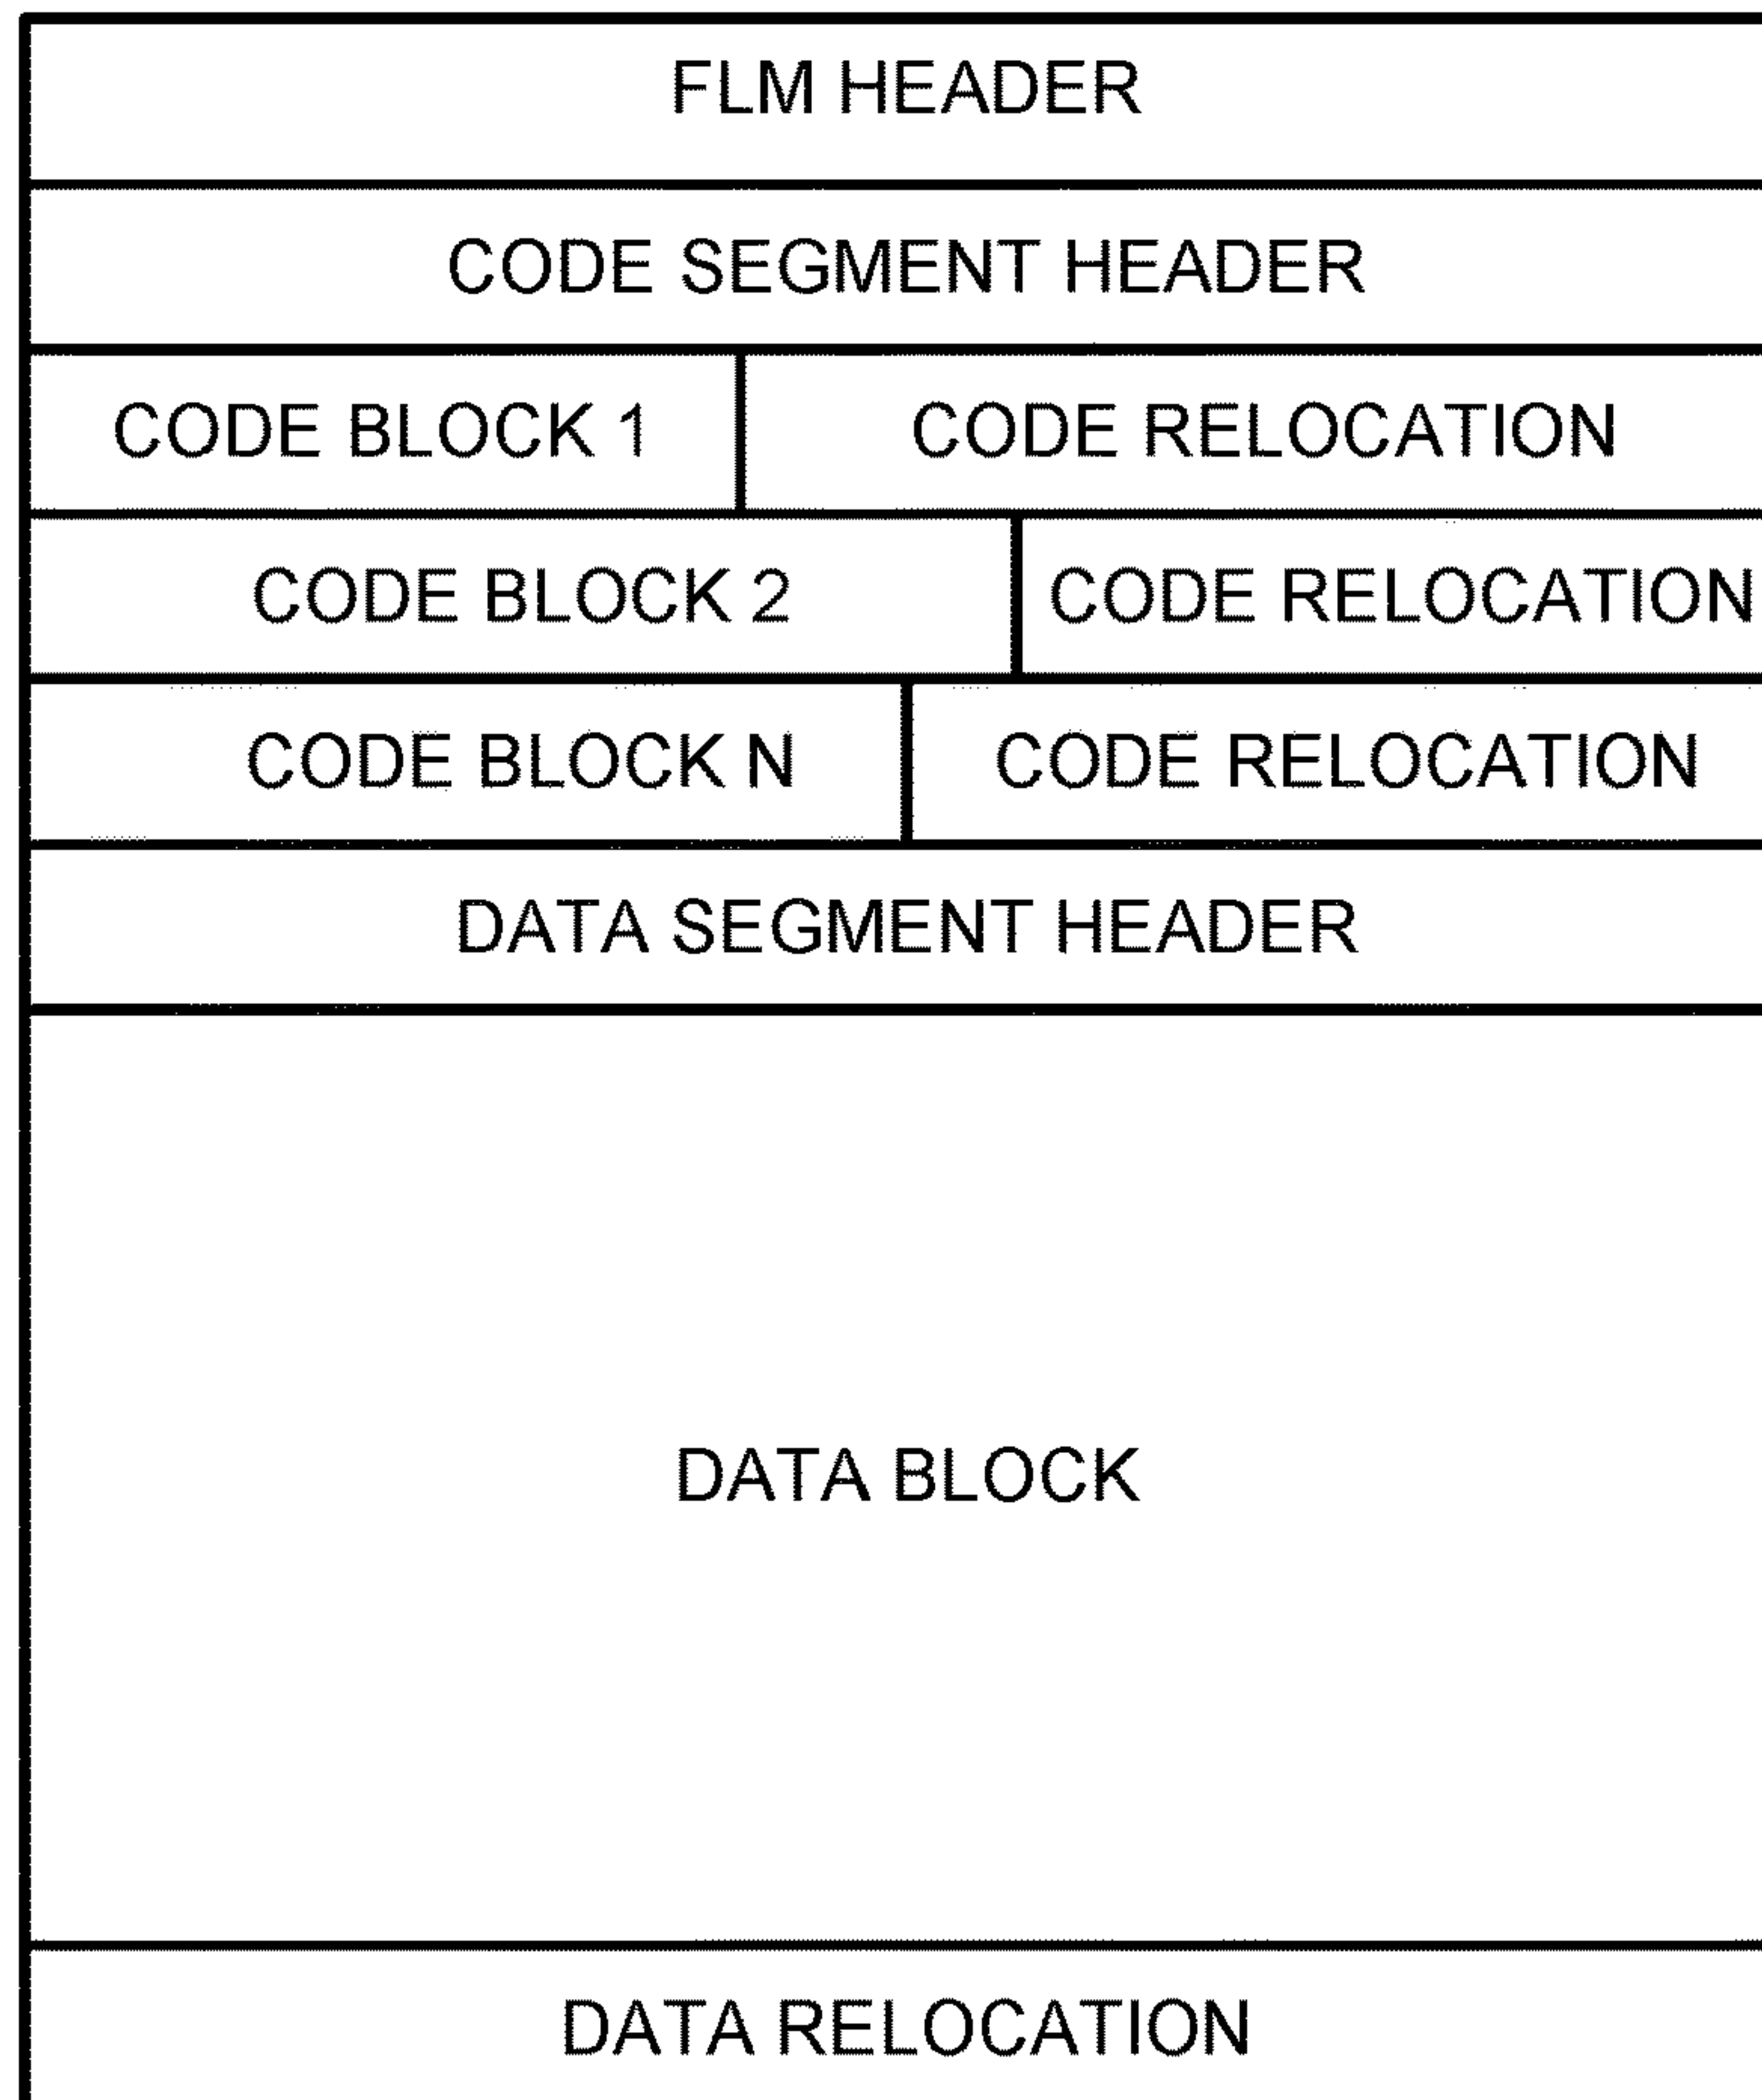 FLM HEADER
CODE SEGMENT HEADER
CODE BLOCK 1 CODE RELOCATION
CODE BLOCK 2 CODE RELOCATION
CODE BLOCK N CODE RELOCATION
DATA SEGMENT HEADER
DATA BLOCK
DATA RELOCATION